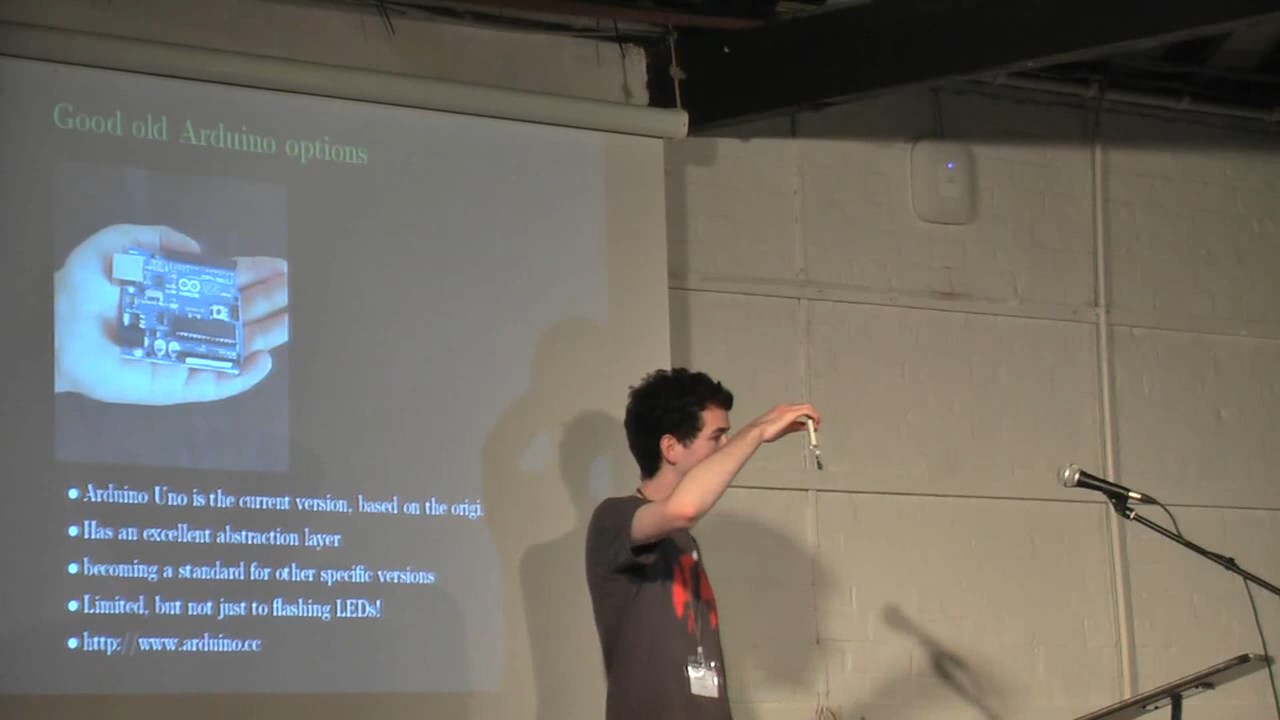 Good old Arduino options
Arduino Uno is the current version, based on the origi
Has an excellent abstraction layer
becoming a standard for other specific versions
Limited, but not just to flashing LEDs!
http://www.arduino.cc